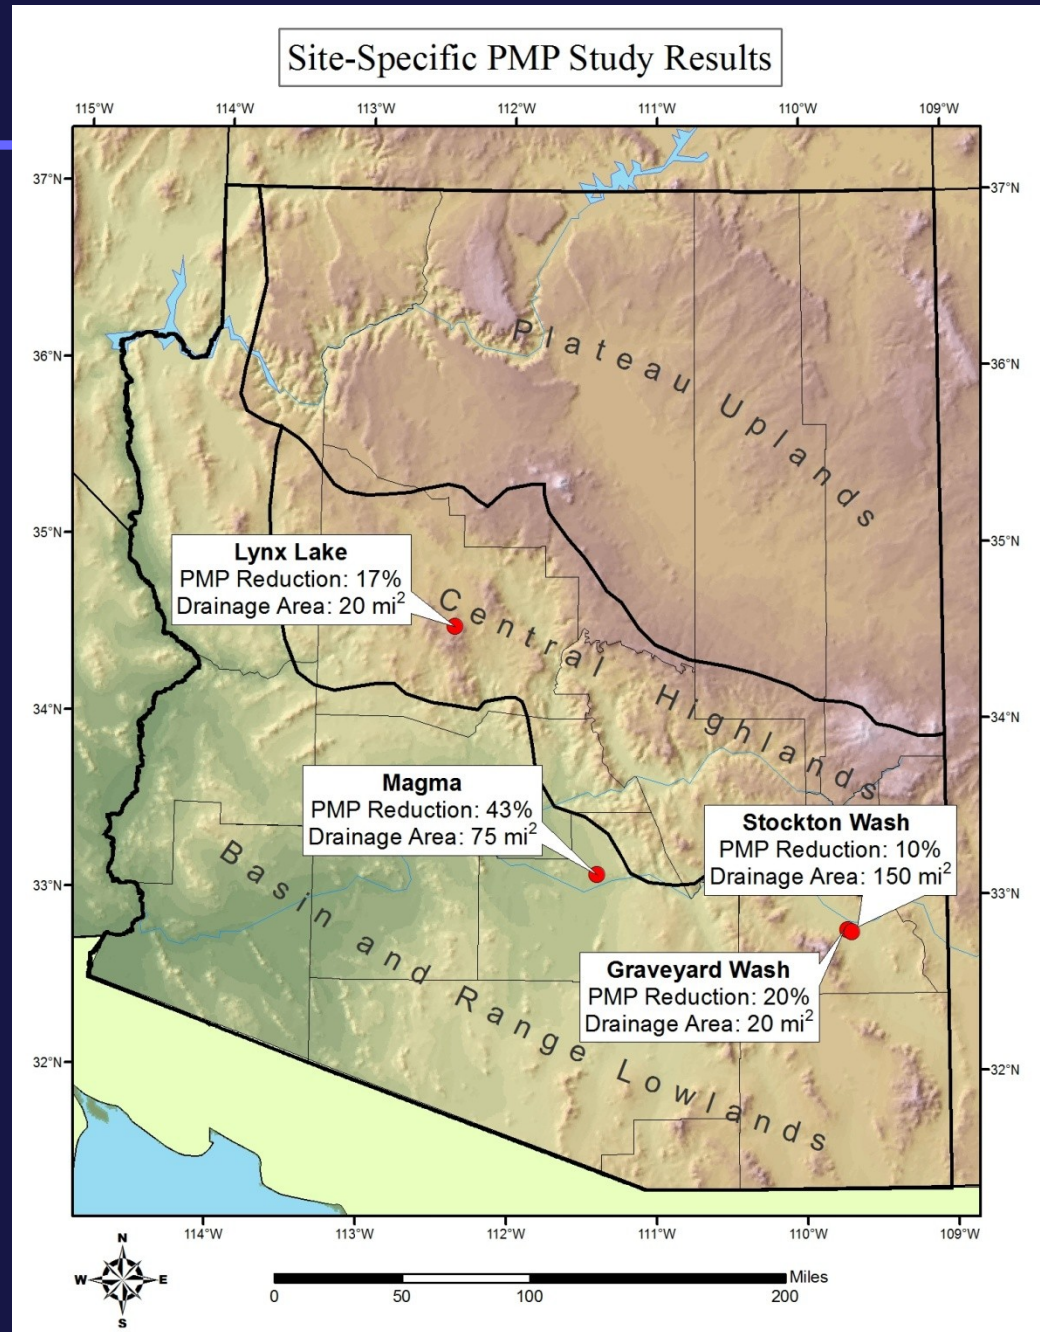 Site-Specific PMP Study Results
115°W 114°W 113°W 112°W 111°W 110°W 109°W
37°N 37°N
36°N 36°N
Plateau Uplands
35°N 35°N
Lynx Lake
PMP Reduction: 17%
Drainage Area: 20 mi²
Central Highlands
34°N 34°N
Magma
PMP Reduction: 43%
Drainage Area: 75 mi²
Stockton Wash
PMP Reduction: 10%
Drainage Area: 150 mi²
33°N 33°N
Basin and Range Lowlands
Graveyard Wash
PMP Reduction: 20%
Drainage Area: 20 mi²
32°N 32°N
114°W 113°W 112°W 111°W 110°W 109°W
N
W E
S
Miles
0 50 100 200